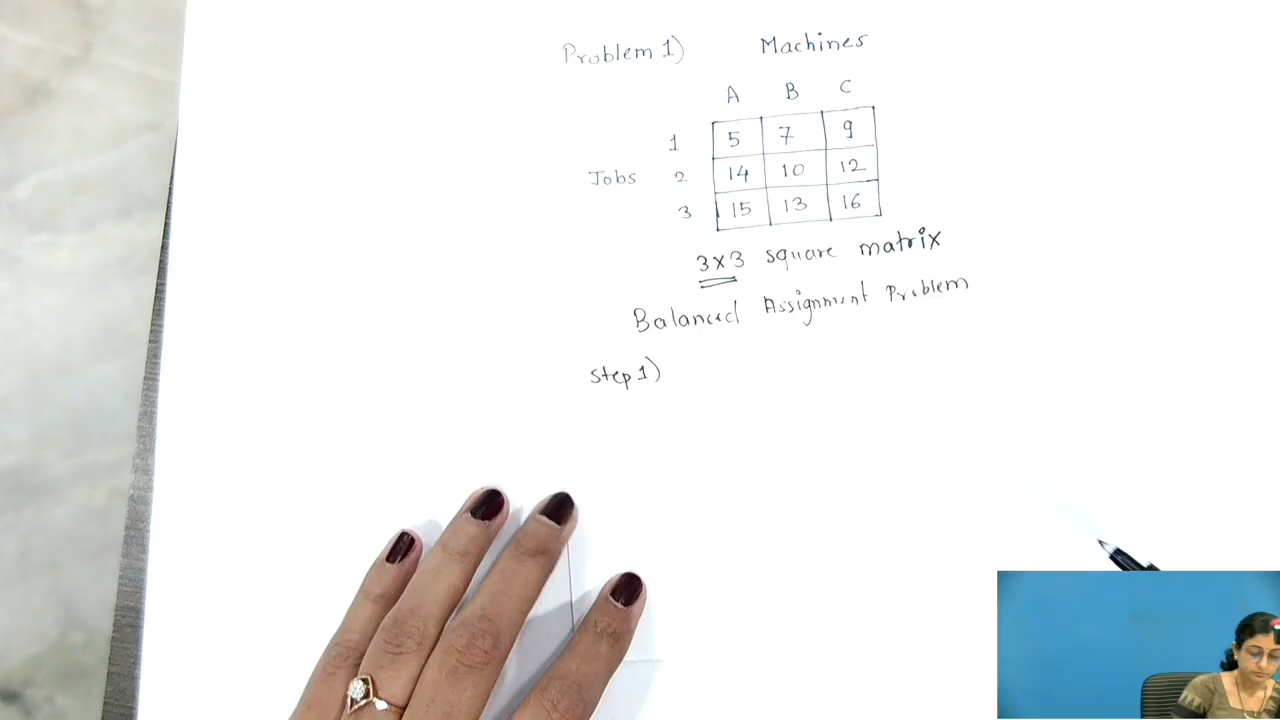 Problem 1) Machines
A B C
1 5 7 9
Jobs 2 14 10 12
3 15 13 16
3x3 square matrix
Balanced Assignment Problem
step 1)